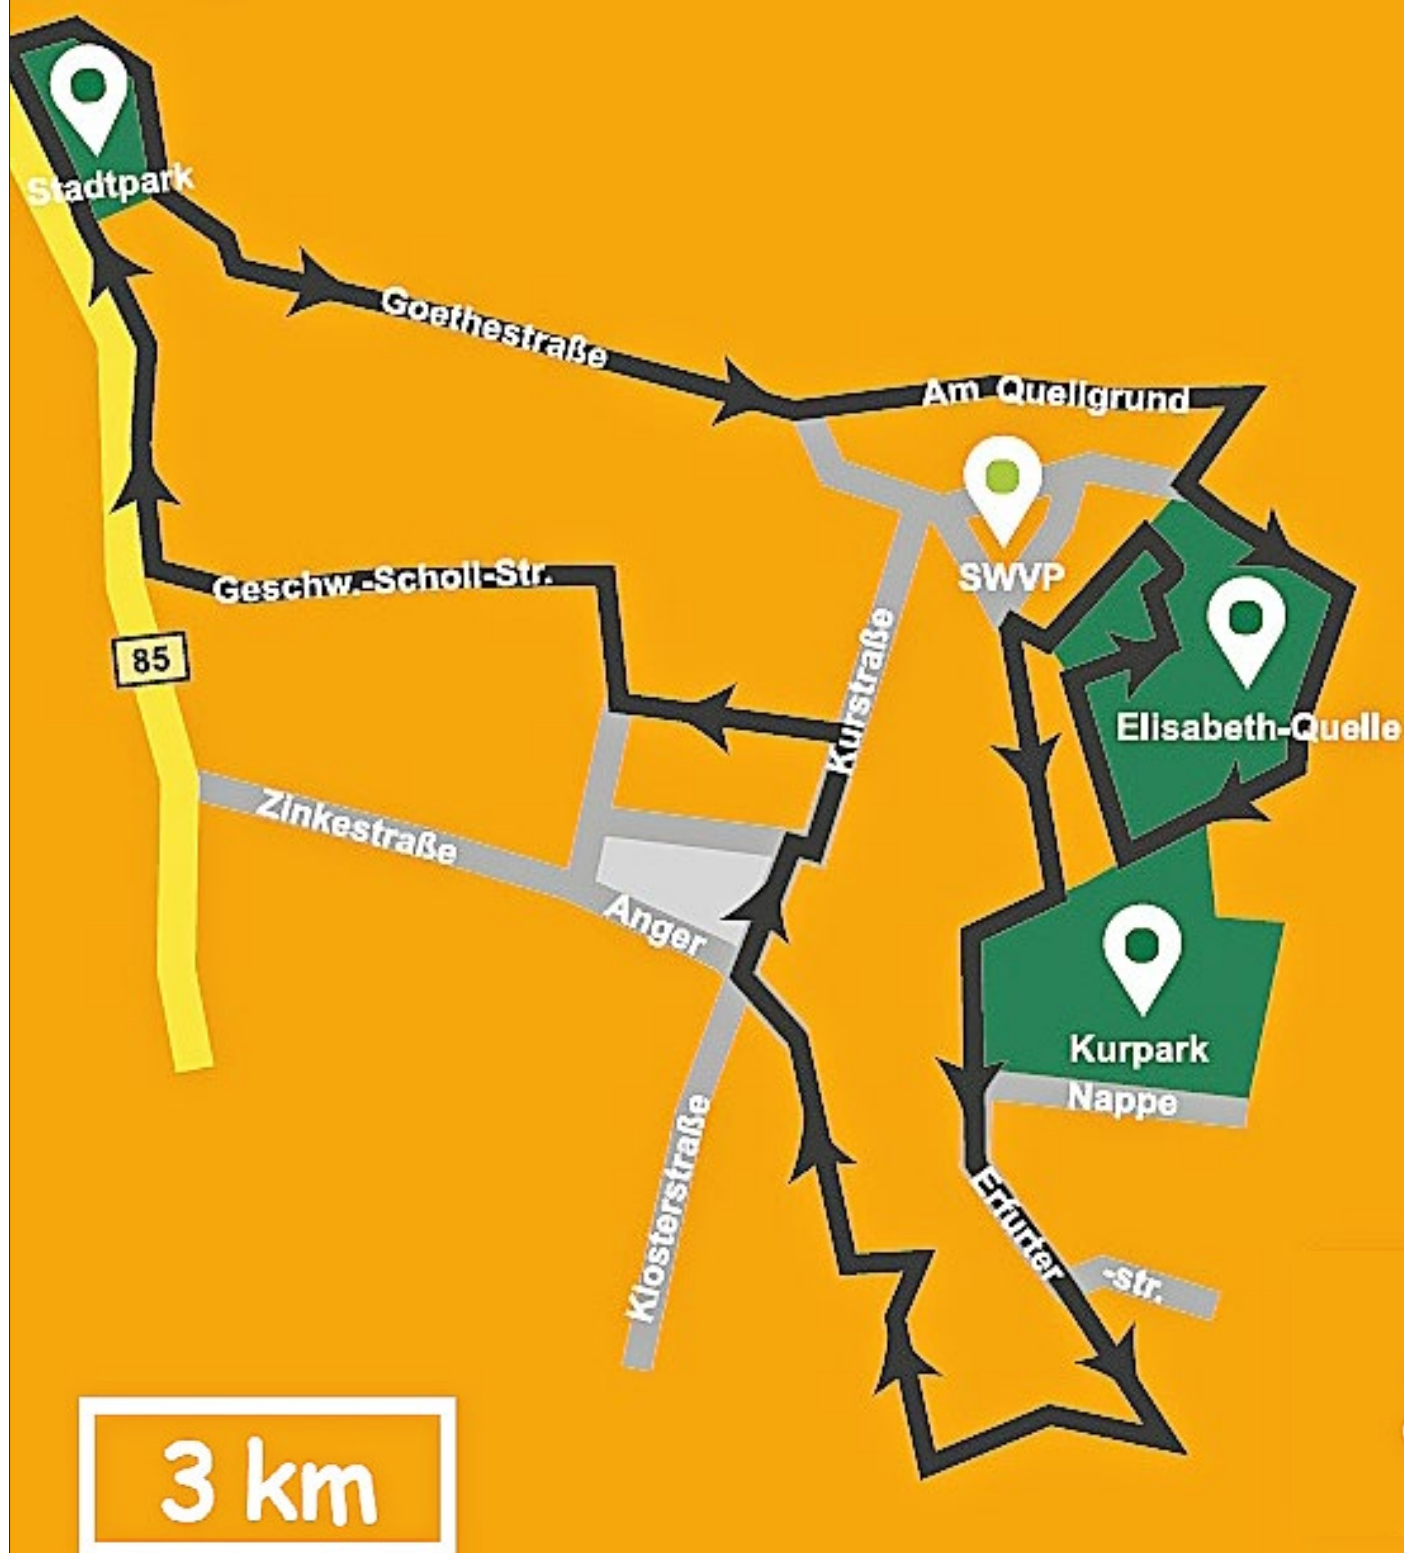 Stadtpark
Goethestraße
Am Quellgrund
SWVP
Geschw.-Scholl-Str.
Kurstraße
85
Elisabeth-Quelle
Zinkestraße
Anger
Kurpark
Nappe
Klosterstraße
Erfurter
-str.
3 km